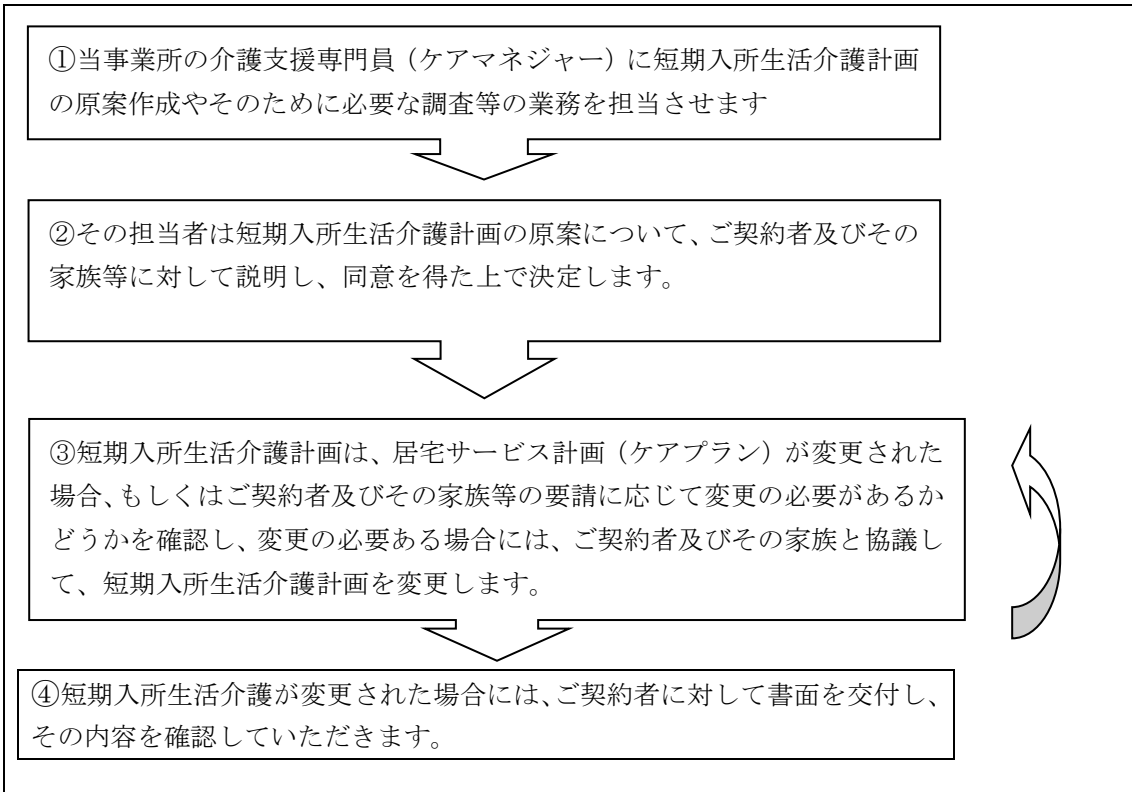 ①当事業所の介護支援専門員（ケアマネジャー）に短期入所生活介護計画
の原案作成やそのために必要な調査等の業務を担当させます
②その担当者は短期入所生活介護計画の原案について、ご契約者及びその
家族等に対して説明し、同意を得た上で決定します。
③短期入所生活介護計画は、居宅サービス計画（ケアプラン）が変更された
場合、もしくはご契約者及びその家族等の要請に応じて変更の必要があるか
どうかを確認し、変更の必要ある場合には、ご契約者及びその家族と協議し
て、短期入所生活介護計画を変更します。
④短期入所生活介護が変更された場合には、ご契約者に対して書面を交付し、
その内容を確認していただきます。